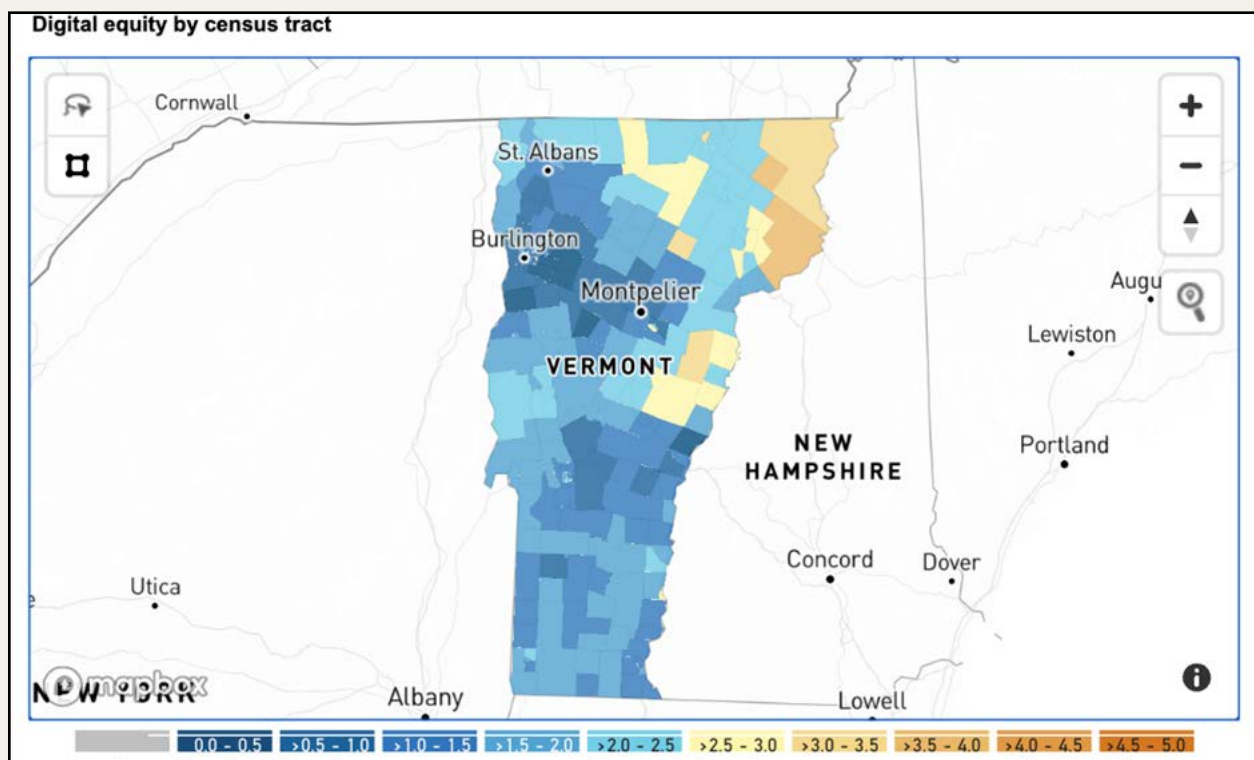 Digital equity by census tract
Cornwall
St. Albans
Burlington
Montpelier
Augu
Lewiston
VERMONT
NEW
HAMPSHIRE
Portland
Concord
Dover
Utica
e
mapbox
NEW YORK
Albany
Lowell
0.0 - 0.5
>0.5 - 1.0
>1.0 - 1.5
>1.5 - 2.0
>2.0 - 2.5
>2.5 - 3.0
>3.0 - 3.5
>3.5 - 4.0
>4.0 - 4.5
>4.5 - 5.0